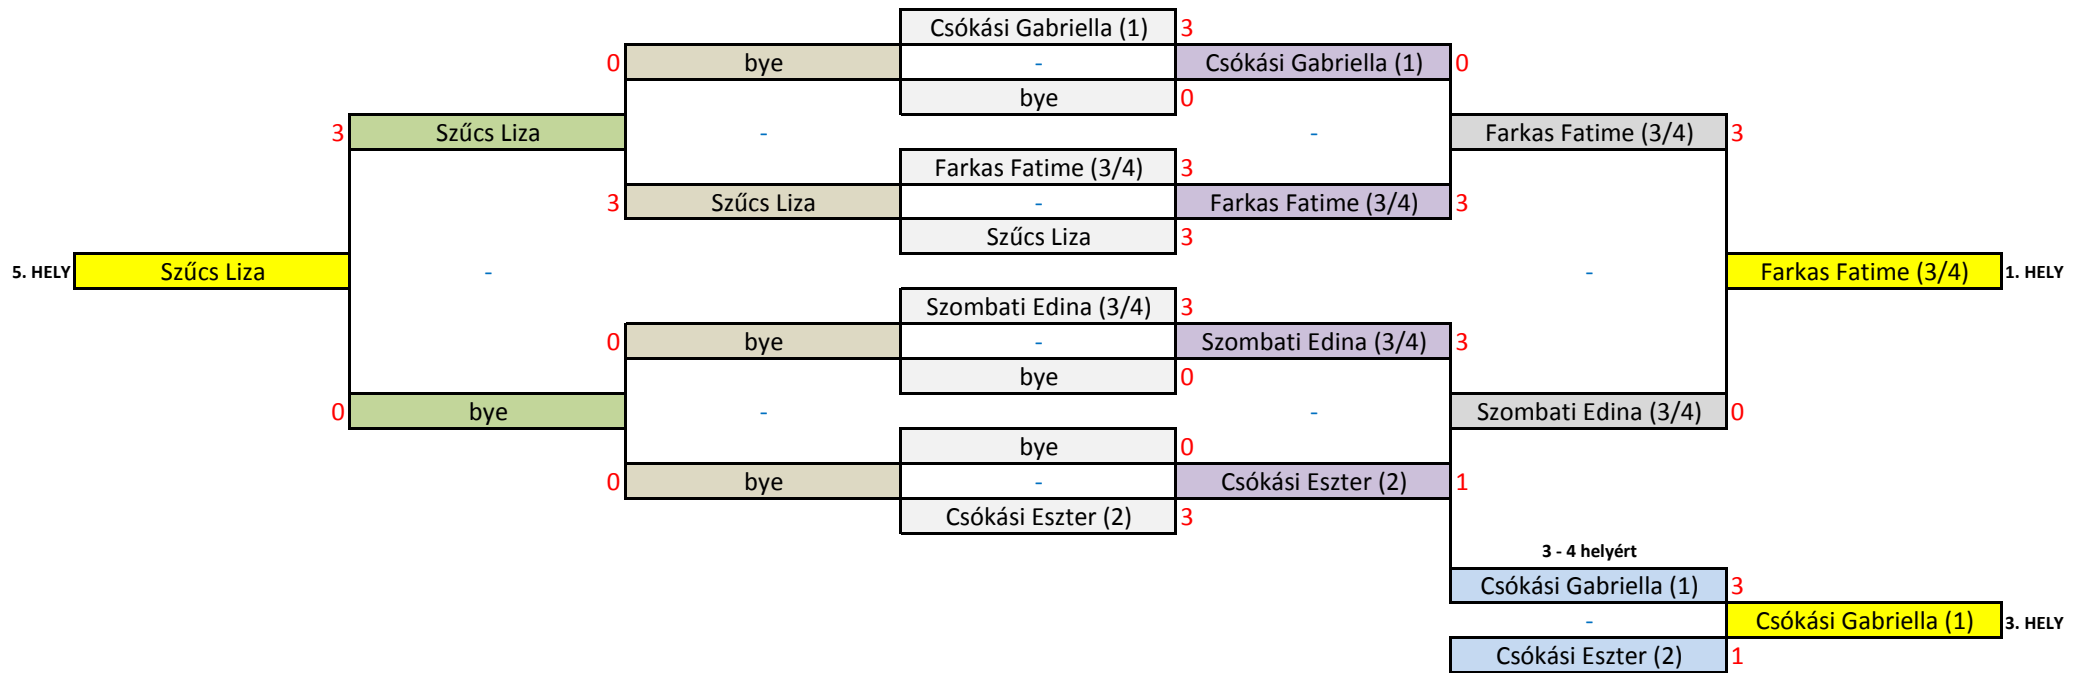 Csókási Gabriella (1) 3
0 bye - Csókási Gabriella (1) 0
bye 0
3 Szűcs Liza - - Farkas Fatime (3/4) 3
Farkas Fatime (3/4) 3
3 Szűcs Liza - Farkas Fatime (3/4) 3
Szűcs Liza 3
5. HELY Szűcs Liza - - Farkas Fatime (3/4) 1. HELY
Szombati Edina (3/4) 3
0 bye - Szombati Edina (3/4) 3
bye 0
0 bye - - Szombati Edina (3/4) 0
bye 0
0 bye - Csókási Eszter (2) 1
Csókási Eszter (2) 3
3 - 4 helyért
Csókási Gabriella (1) 3
- Csókási Gabriella (1) 3. HELY
Csókási Eszter (2) 1